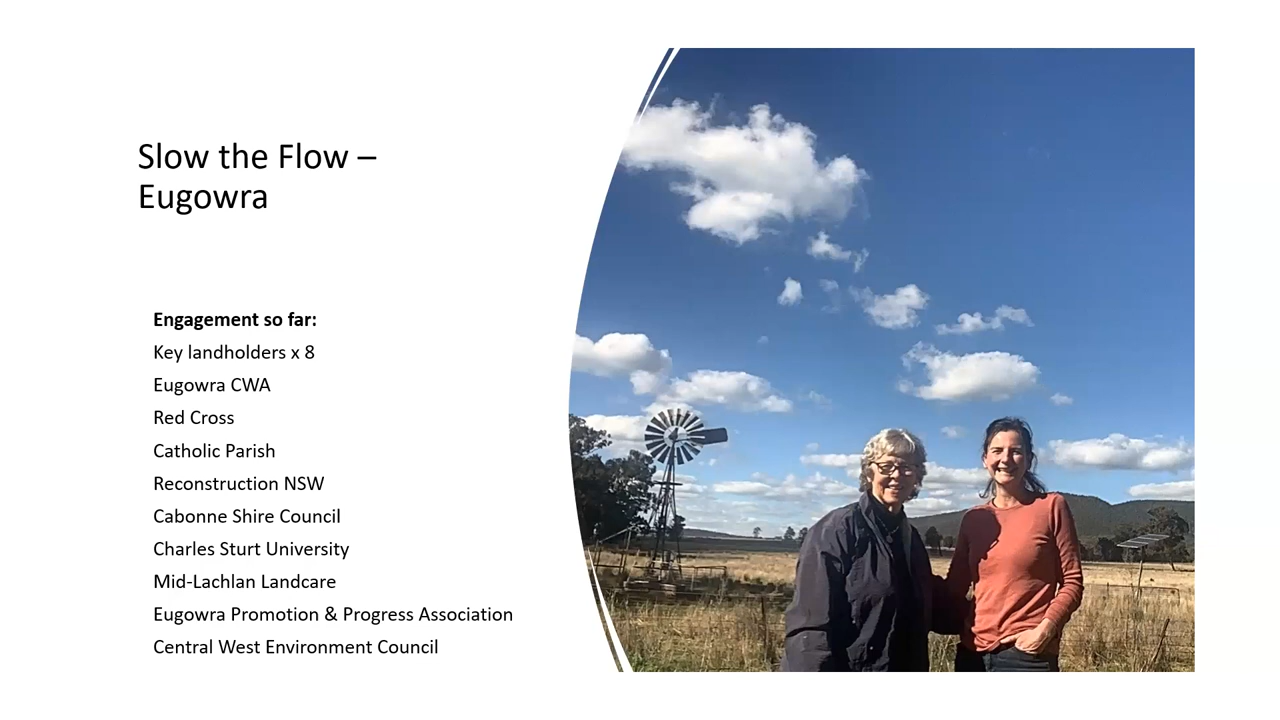 Slow the Flow –
Eugowra
Engagement so far:
Key landholders x 8
Eugowra CWA
Red Cross
Catholic Parish
Reconstruction NSW
Cabonne Shire Council
Charles Sturt University
Mid-Lachlan Landcare
Eugowra Promotion & Progress Association
Central West Environment Council